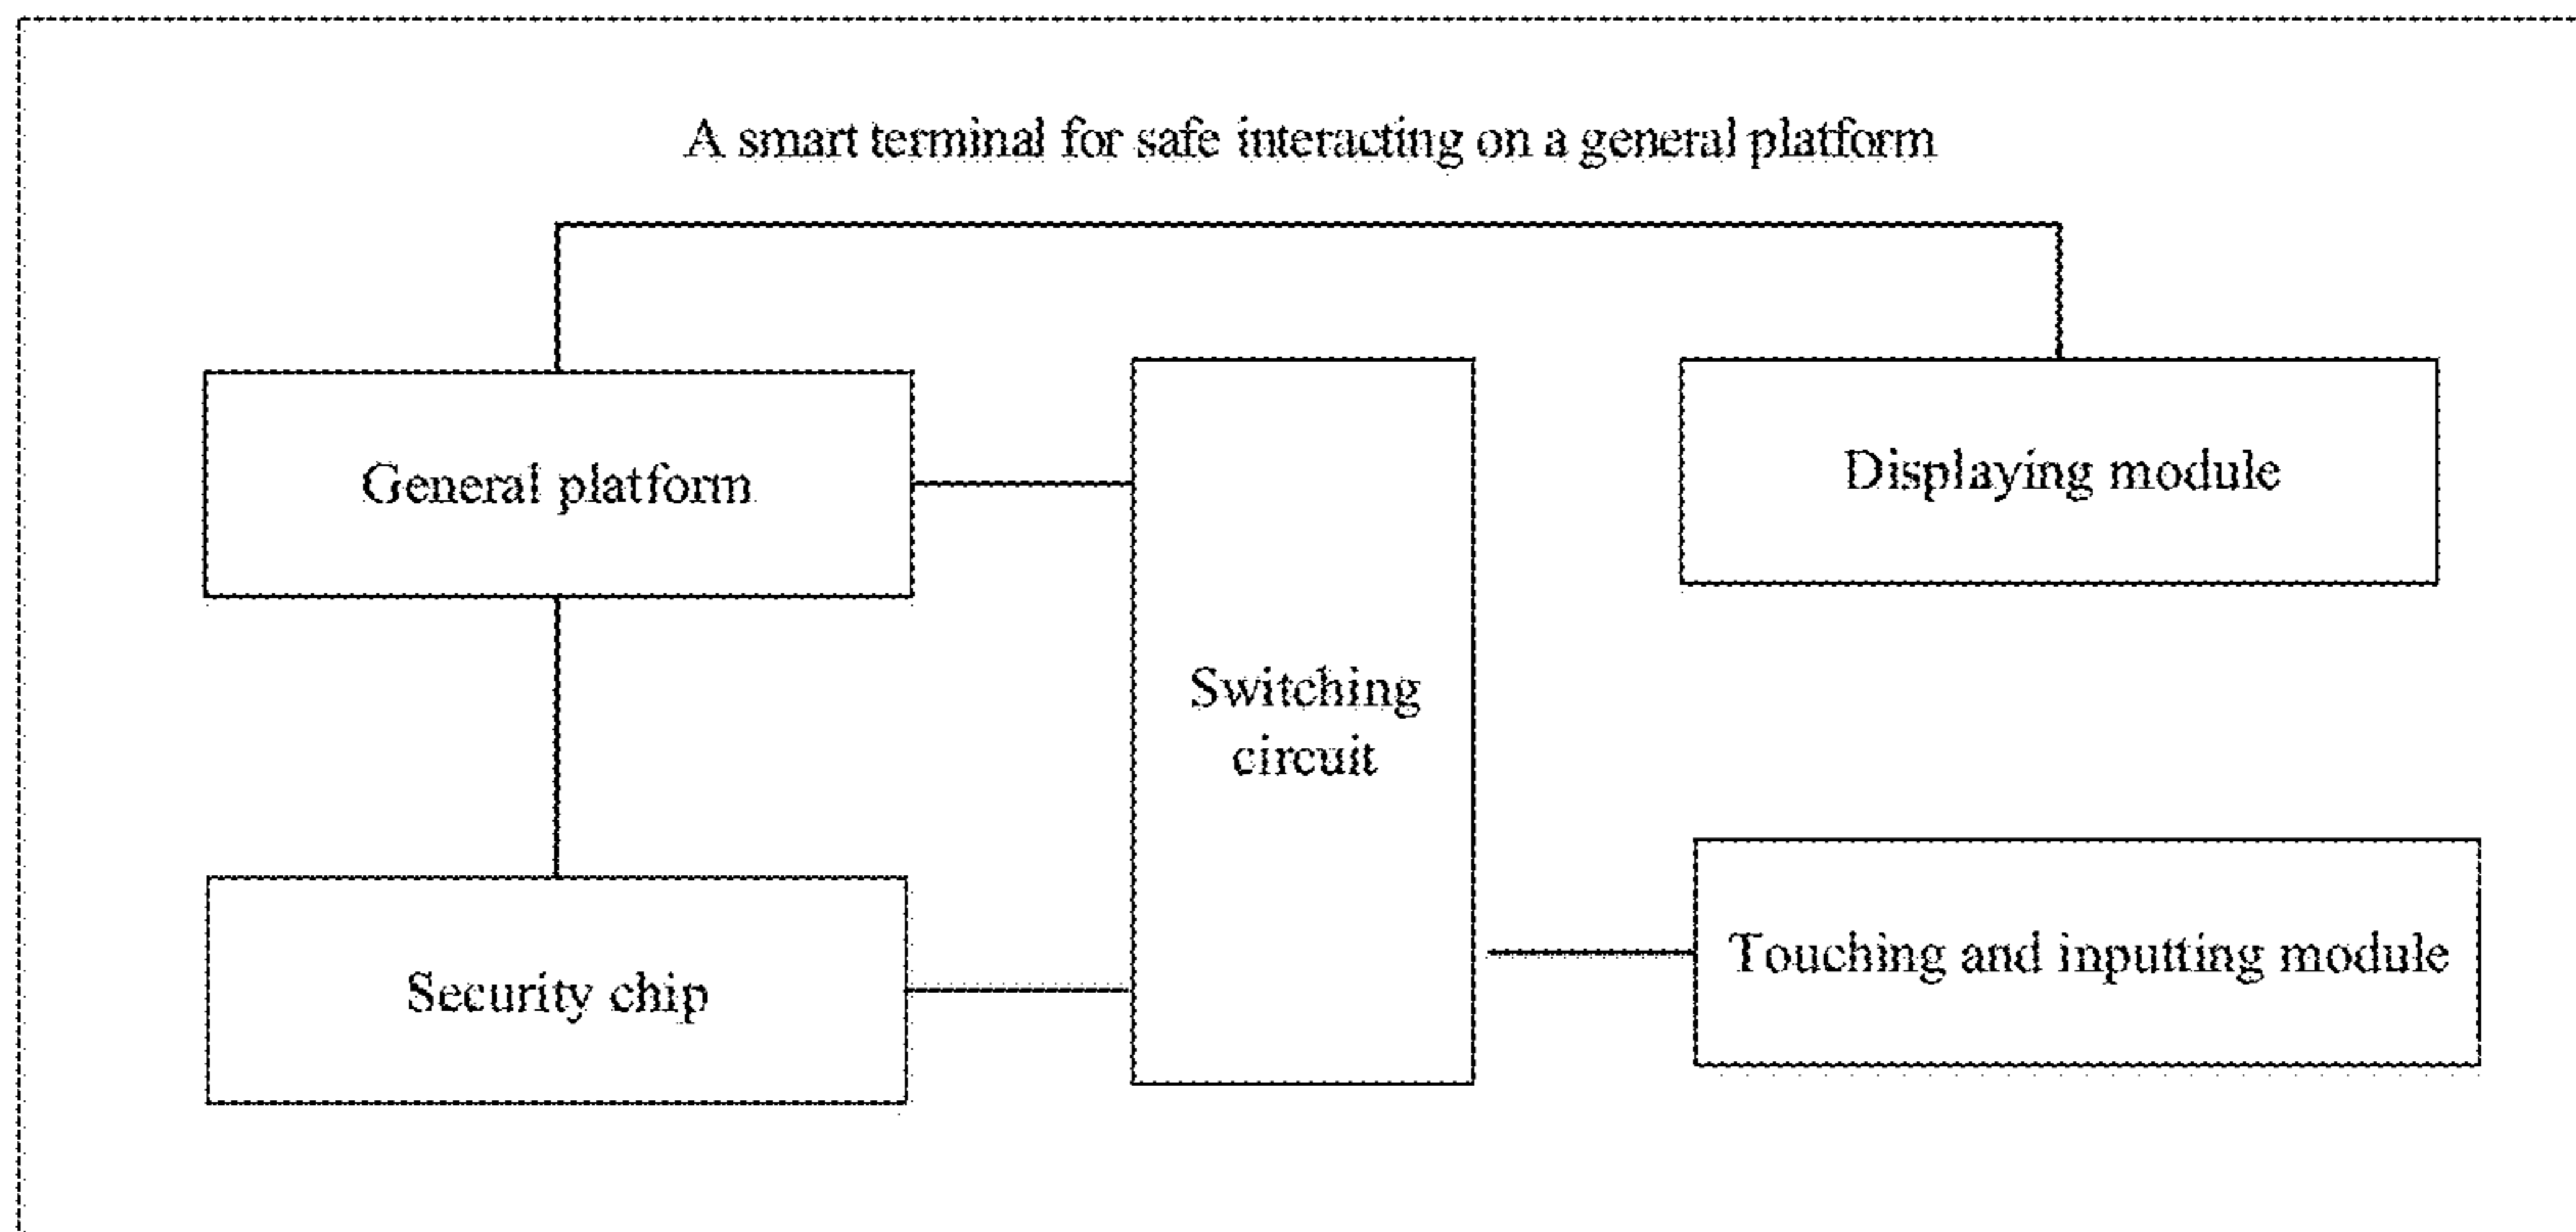 A smart terminal for safe interacting on a general platform
General platform
Displaying module
Switching
circuit
Security chip
Touching and inputting module